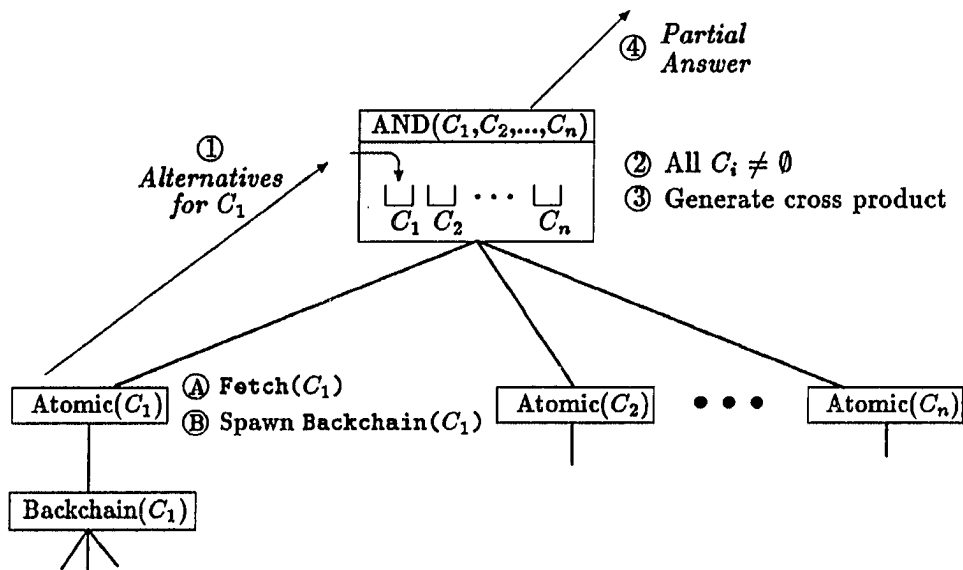 ④ Partial
Answer
AND(C₁,C₂,...,Cₙ)
①
Alternatives
for C₁
② All Cᵢ ≠ ∅
③ Generate cross product
C₁ C₂ ··· Cₙ
Atomic(C₁)
Ⓐ Fetch(C₁)
Ⓑ Spawn Backchain(C₁)
Atomic(C₂)
• • •
Atomic(Cₙ)
Backchain(C₁)